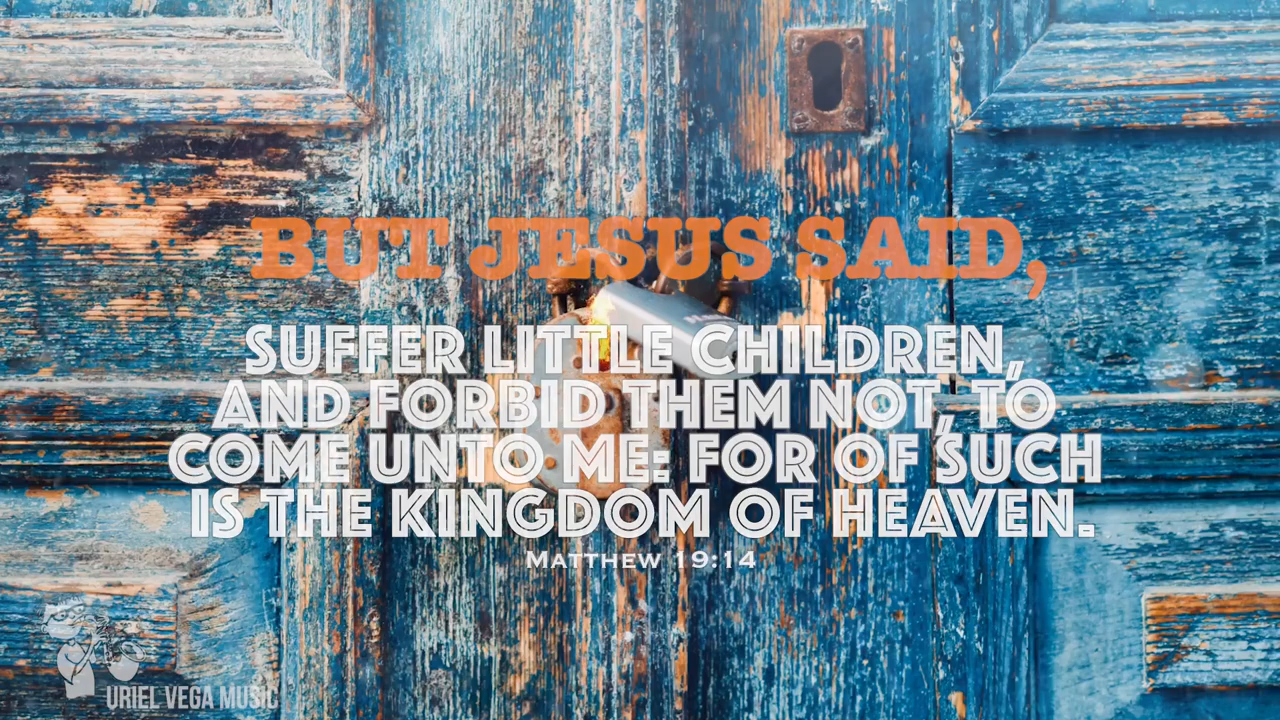 BUT JESUS SAID,
SUFFER LITTLE CHILDREN,
AND FORBID THEM NOT, TO
COME UNTO ME: FOR OF SUCH
IS THE KINGDOM OF HEAVEN.
MATTHEW 19:14
URIEL VEGA MUSIC